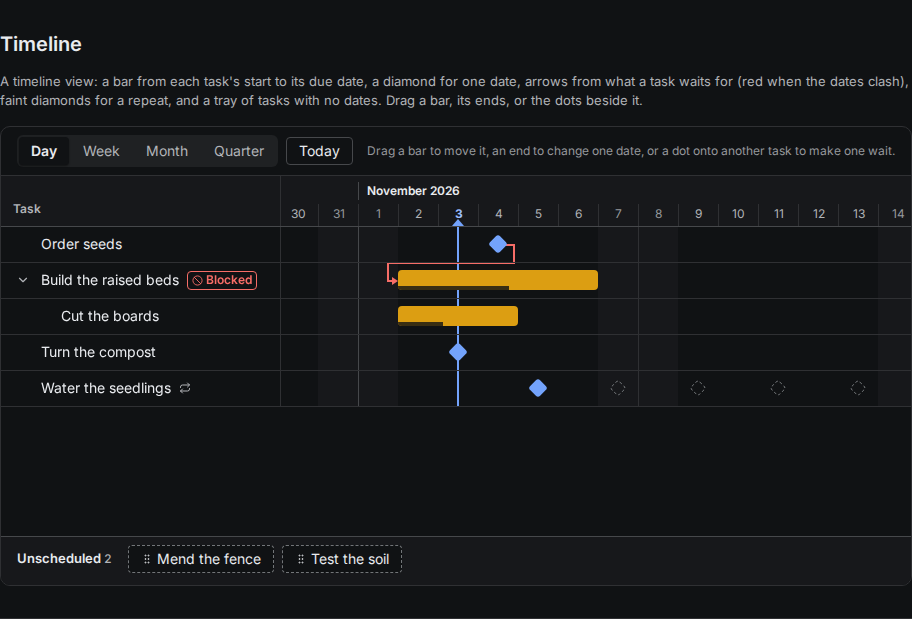 Timeline
A timeline view: a bar from each task's start to its due date, a diamond for one date, arrows from what a task waits for (red when the dates clash),
faint diamonds for a repeat, and a tray of tasks with no dates. Drag a bar, its ends, or the dots beside it.
Day Week Month Quarter Today Drag a bar to move it, an end to change one date, or a dot onto another task to make one wait.
November 2026
Task
30 31 1 2 3 4 5 6 7 8 9 10 11 12 13 14
Order seeds
Build the raised beds Blocked
Cut the boards
Turn the compost
Water the seedlings
Unscheduled 2 Mend the fence Test the soil